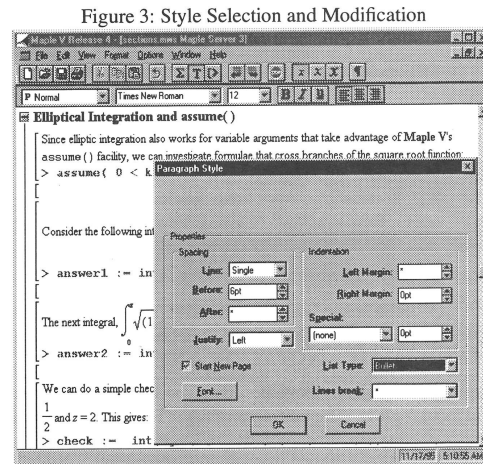 Figure 3: Style Selection and Modification
Maple V Release 4 - [sections.mws Maple Server 3]
File Edit View Format Options Window Help
P Normal Times New Roman 12 B I U
Elliptical Integration and assume( )
Since elliptic integration also works for variable arguments that take advantage of Maple V's
assume ( ) facility, we can investigate formulae that cross branches of the square root function:
> assume( 0 < k
Paragraph Style
Consider the following int
> answer1 := in
The next integral, ∫ √(1
0
> answer2 := in
We can do a simple chec
1
2 and z = 2. This gives:
> check := int
Properties
Spacing
Line: Single
Before: 6pt
After: *
Justify: Left
Start New Page
Font...
Indentation
Left Margin: *
Right Margin: 0pt
Special:
(none) 0pt
List Type: Bullet
Lines break: *
OK Cancel
11/17/95 5:10:55 AM